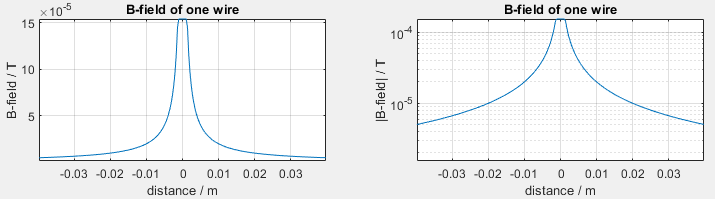 B-field of one wire
×10⁻⁵
15
10
5
B-field / T
-0.03 -0.02 -0.01 0 0.01 0.02 0.03
distance / m
B-field of one wire
10⁻⁴
10⁻⁵
|B-field| / T
-0.03 -0.02 -0.01 0 0.01 0.02 0.03
distance / m